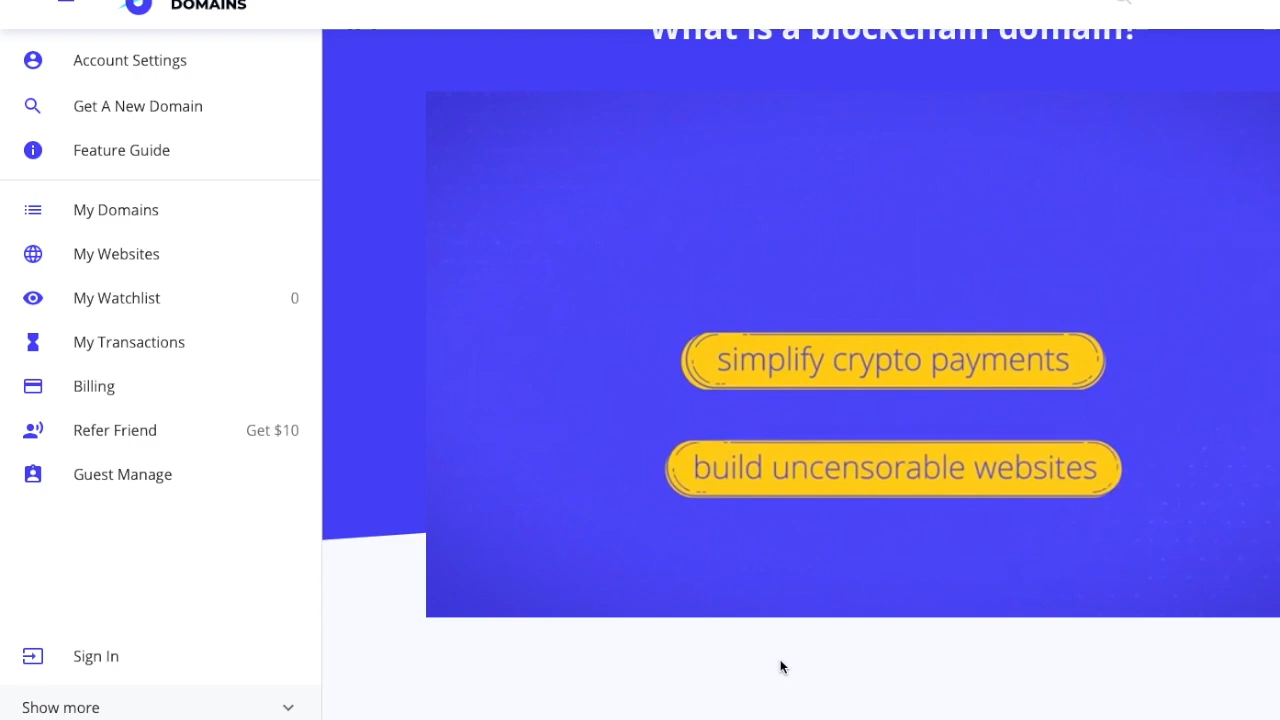 DOMAINS
What is a blockchain domain?
Account Settings
Get A New Domain
Feature Guide
My Domains
My Websites
My Watchlist 0
My Transactions
Billing
Refer Friend Get $10
Guest Manage
Sign In
Show more
simplify crypto payments
build uncensorable websites